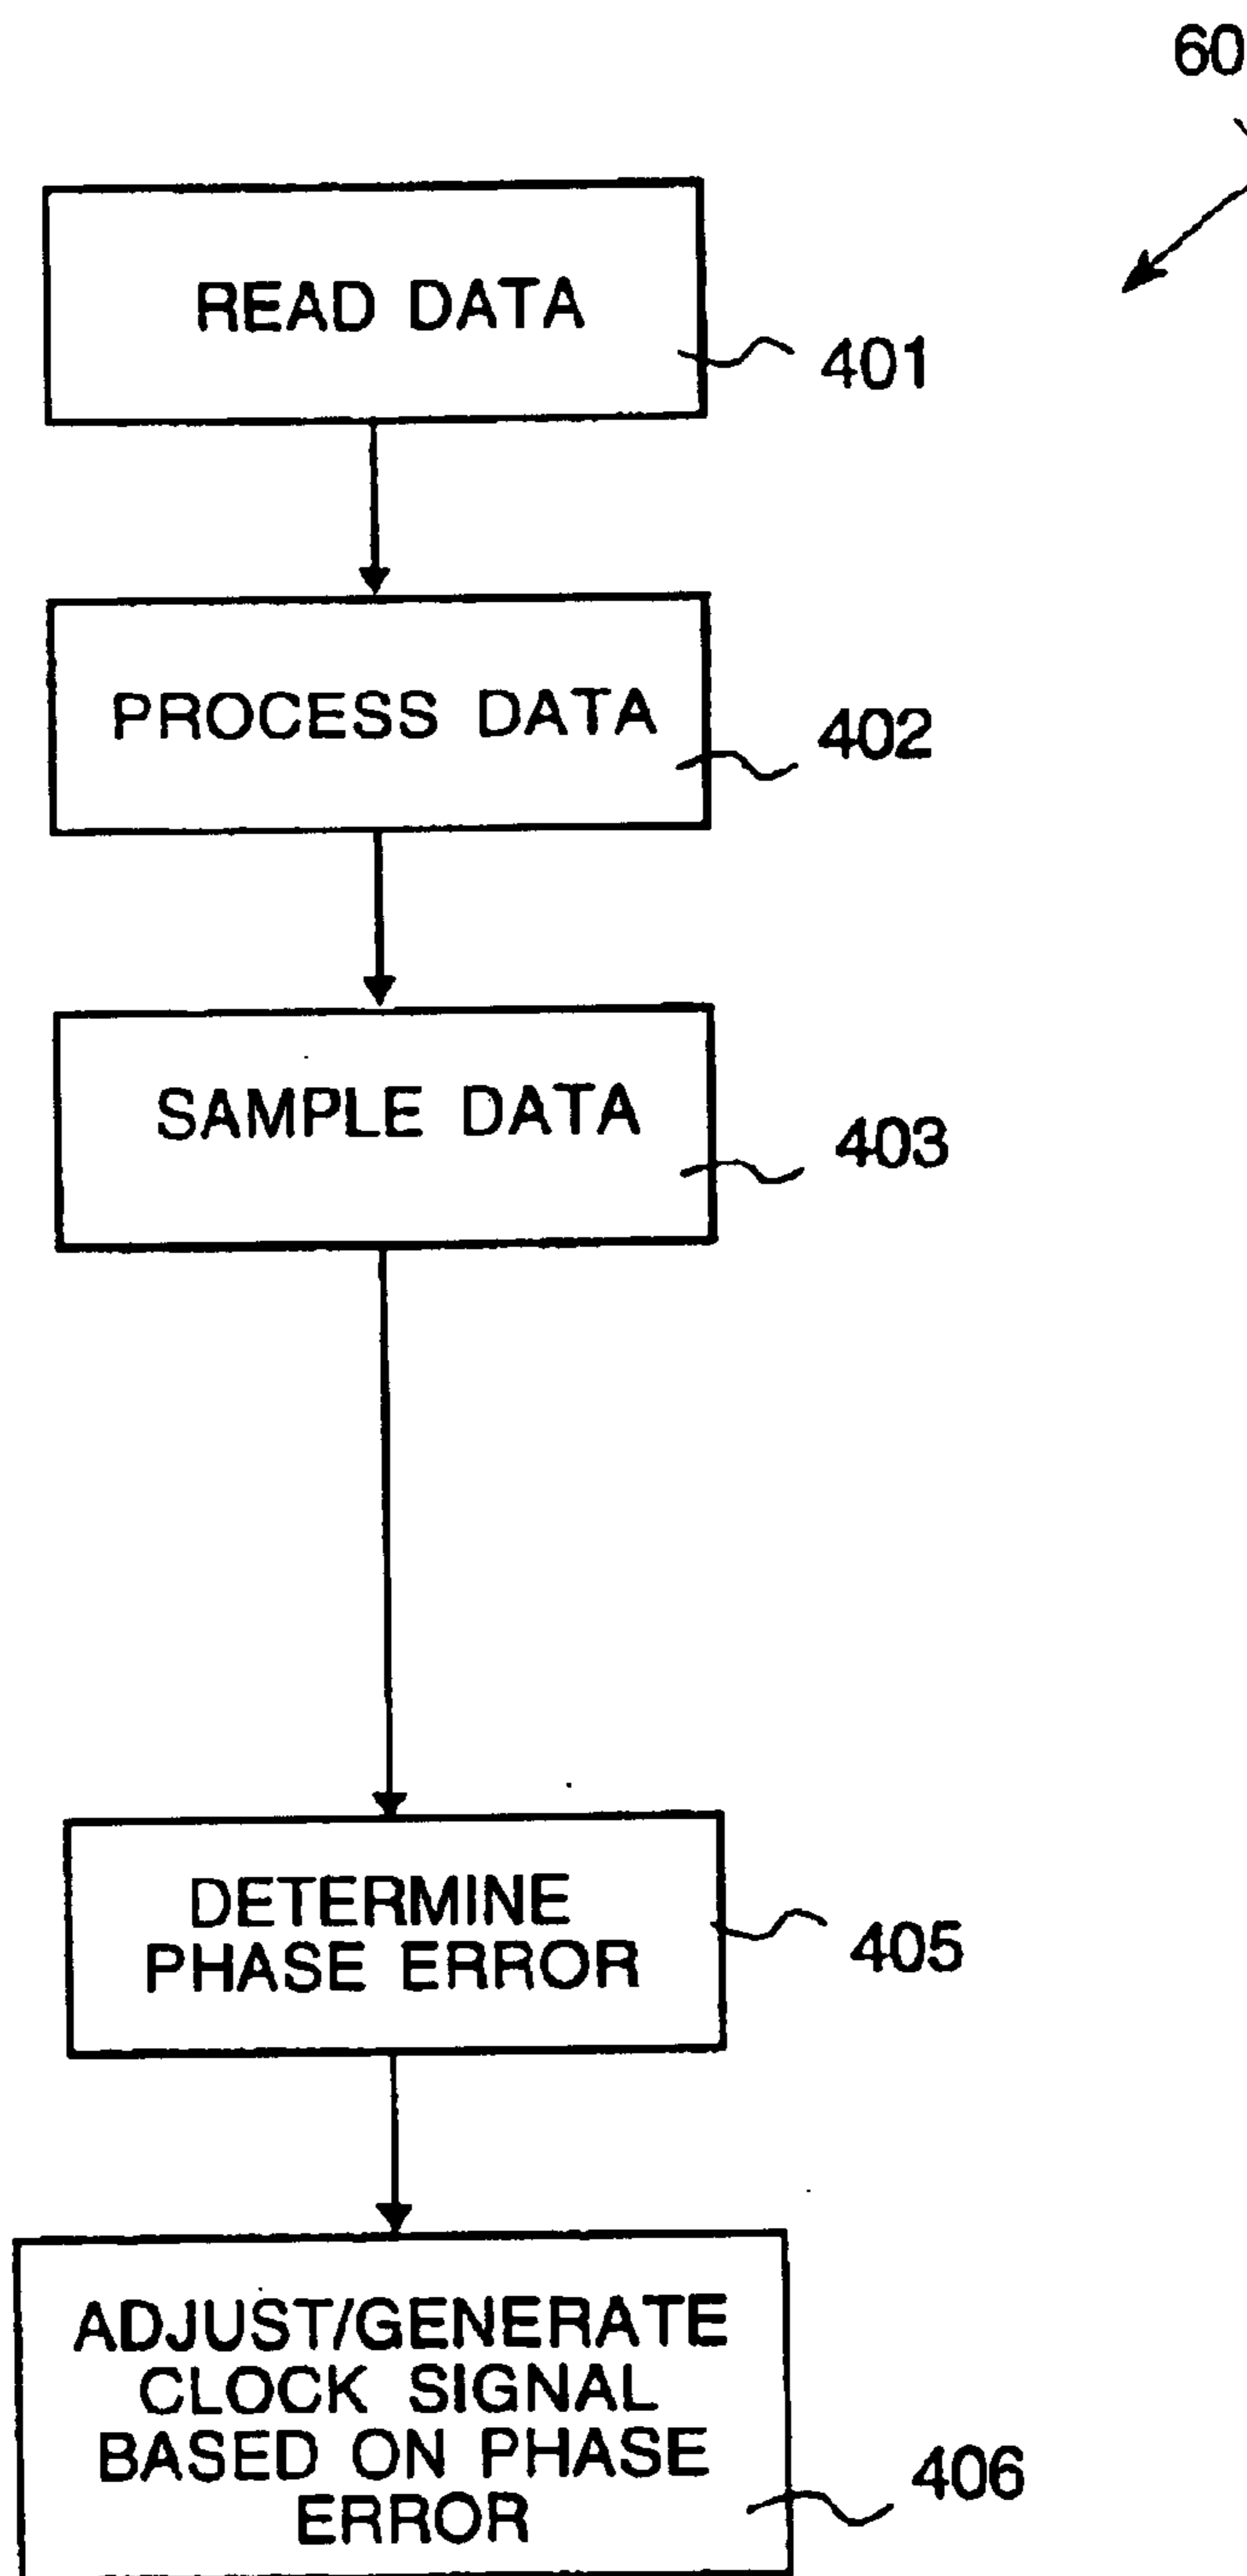 60
READ DATA
401
PROCESS DATA
402
SAMPLE DATA
403
DETERMINE
PHASE ERROR
405
ADJUST/GENERATE
CLOCK SIGNAL
BASED ON PHASE
ERROR
406